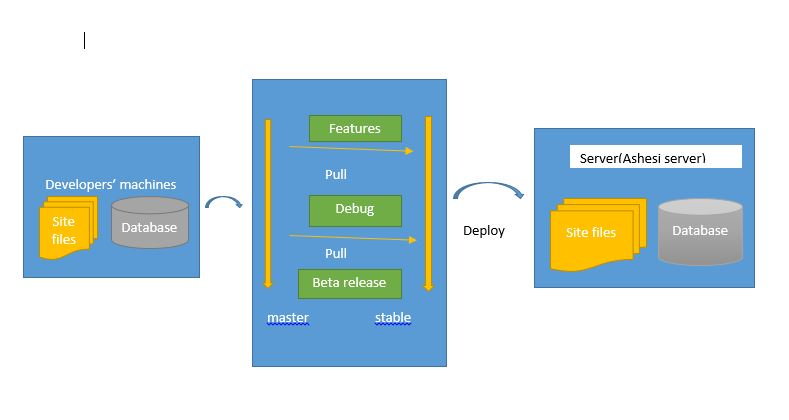 Developers’ machines
Site
files
Database
Features
Pull
Debug
Pull
Beta release
master
stable
Deploy
Server(Ashesi server)
Site files
Database